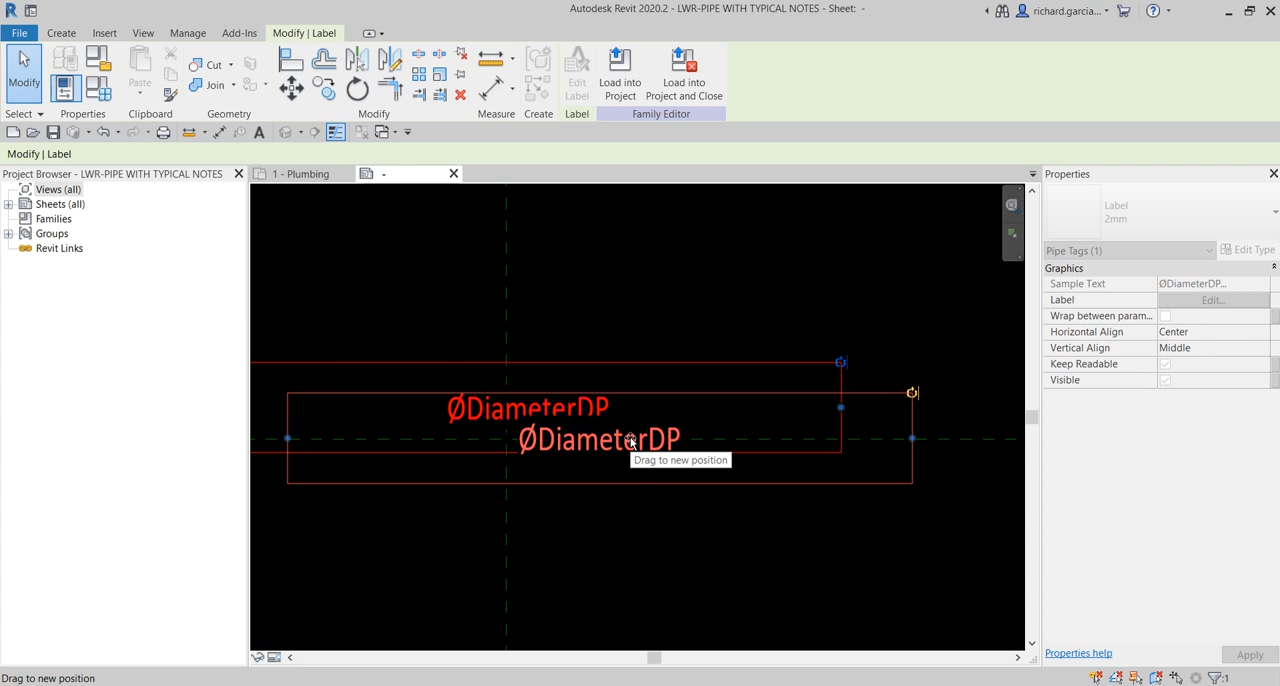 Autodesk Revit 2020.2 - LWR-PIPE WITH TYPICAL NOTES - Sheet:  -
richard.garcia...
File
Create
Insert
View
Manage
Add-Ins
Modify | Label
Modify
Paste
Cut
Join
Edit
Label
Load into
Project
Load into
Project and Close
Select
Properties
Clipboard
Geometry
Modify
Measure
Create
Label
Family Editor
Modify | Label
Project Browser - LWR-PIPE WITH TYPICAL NOTES
1 - Plumbing
-
Properties
Views (all)
Sheets (all)
Families
Groups
Revit Links
Label
2mm
Pipe Tags (1)
Edit Type
Graphics
Sample Text
ØDiameterDP...
Label
Edit...
Wrap between param...
Horizontal Align
Center
Vertical Align
Middle
Keep Readable
Visible
ØDiameterDP
ØDiameterDP
Drag to new position
Properties help
Apply
Drag to new position
:1